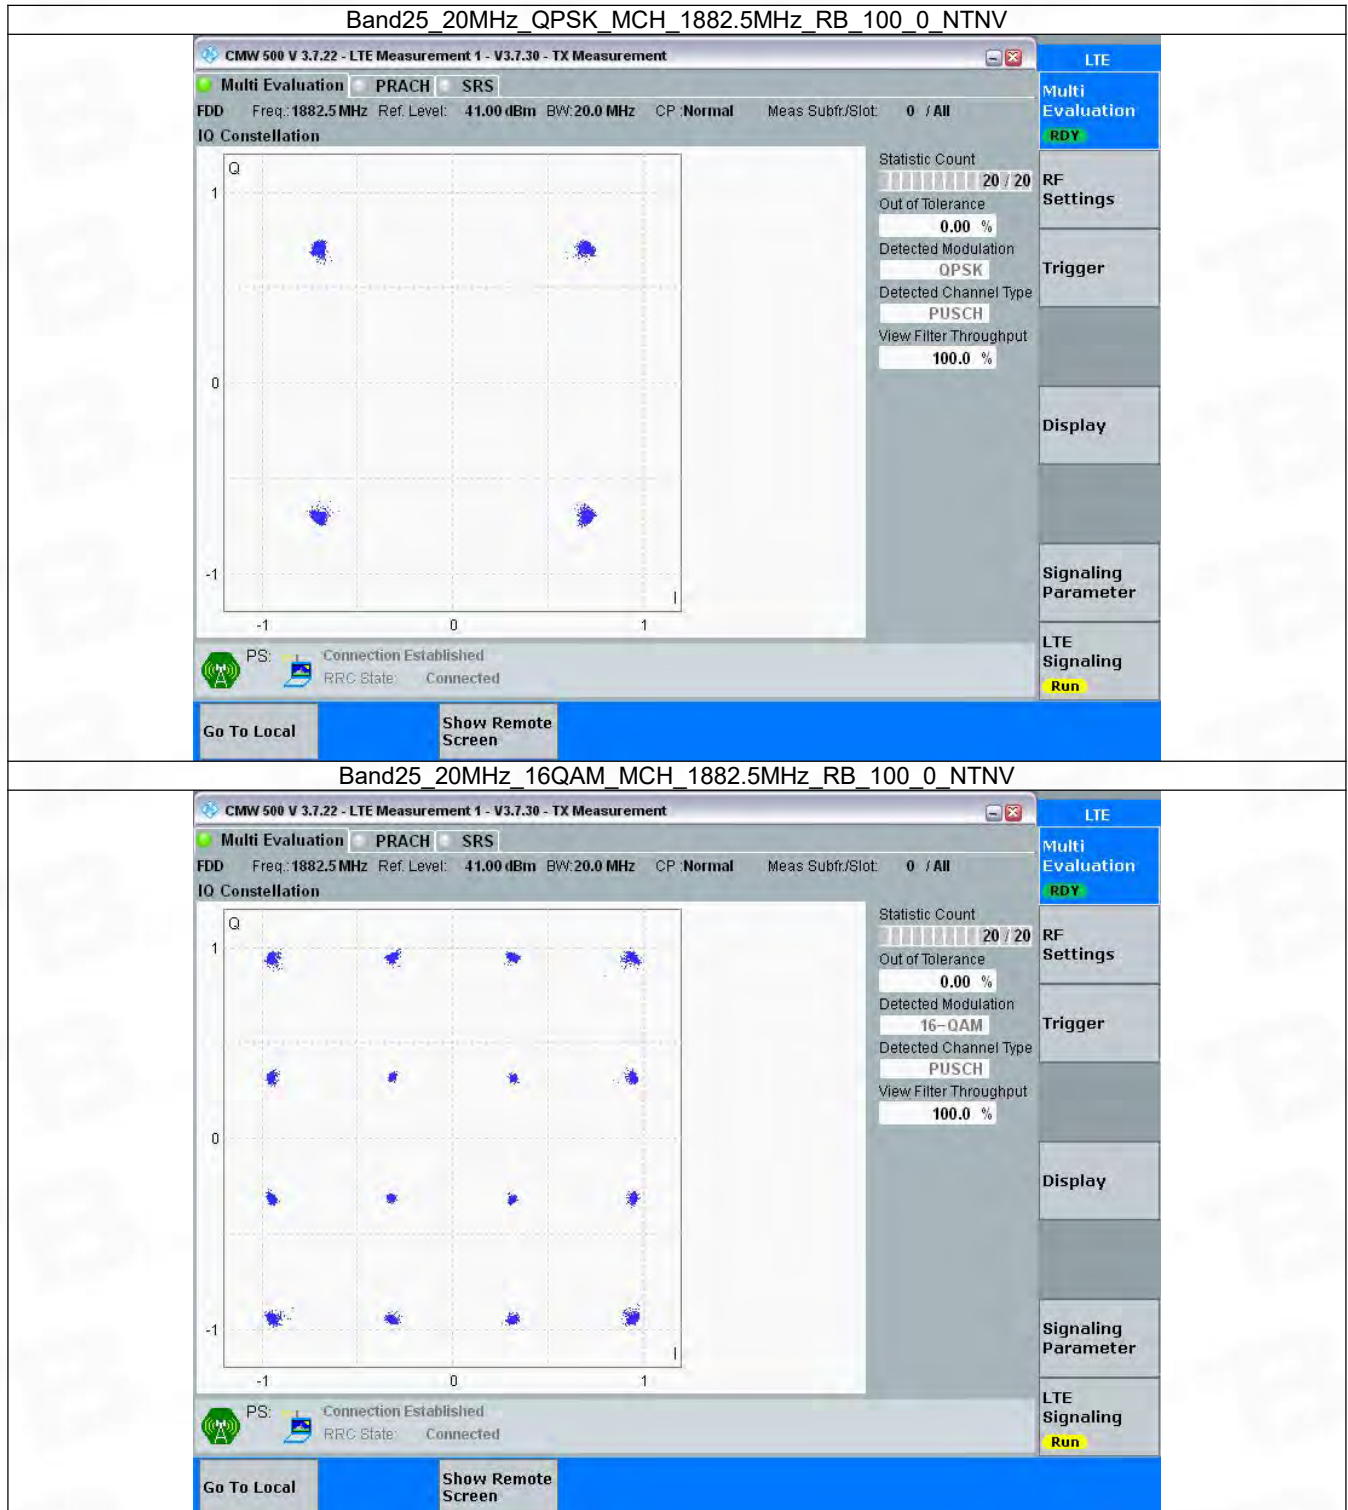 Band25_20MHz_QPSK_MCH_1882.5MHz_RB_100_0_NTNV
CMW 500 V 3.7.22 - LTE Measurement 1 - V3.7.30 - TX Measurement
LTE
Multi Evaluation PRACH SRS
Multi
Evaluation
RDY
FDD Freq.: 1882.5 MHz Ref. Level: 41.00 dBm BW: 20.0 MHz CP :Normal Meas Subfr./Slot: 0 / All
IQ Constellation
Q
1
0
-1
I
-1 0 1
Statistic Count
20 / 20
Out of Tolerance
0.00 %
Detected Modulation
QPSK
Detected Channel Type
PUSCH
View Filter Throughput
100.0 %
RF
Settings
Trigger
Display
Signaling
Parameter
LTE
Signaling
Run
PS: Connection Established
RRC State: Connected
Go To Local
Show Remote
Screen
Band25_20MHz_16QAM_MCH_1882.5MHz_RB_100_0_NTNV
CMW 500 V 3.7.22 - LTE Measurement 1 - V3.7.30 - TX Measurement
LTE
Multi Evaluation PRACH SRS
Multi
Evaluation
RDY
FDD Freq.: 1882.5 MHz Ref. Level: 41.00 dBm BW: 20.0 MHz CP :Normal Meas Subfr./Slot: 0 / All
IQ Constellation
Q
1
0
-1
I
-1 0 1
Statistic Count
20 / 20
Out of Tolerance
0.00 %
Detected Modulation
16-QAM
Detected Channel Type
PUSCH
View Filter Throughput
100.0 %
RF
Settings
Trigger
Display
Signaling
Parameter
LTE
Signaling
Run
PS: Connection Established
RRC State: Connected
Go To Local
Show Remote
Screen